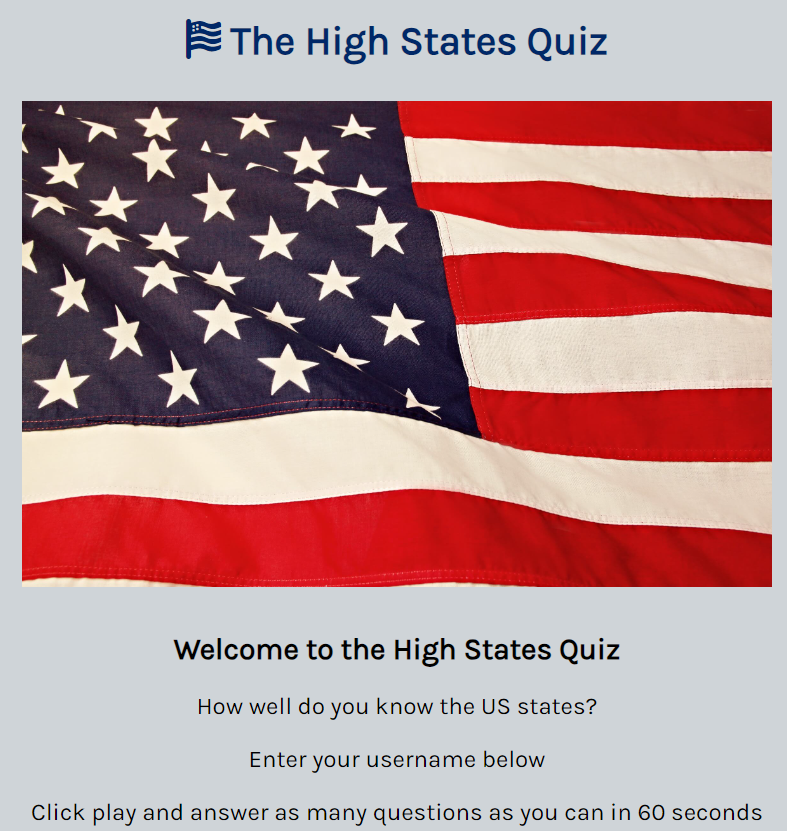 The High States Quiz
Welcome to the High States Quiz
How well do you know the US states?
Enter your username below
Click play and answer as many questions as you can in 60 seconds